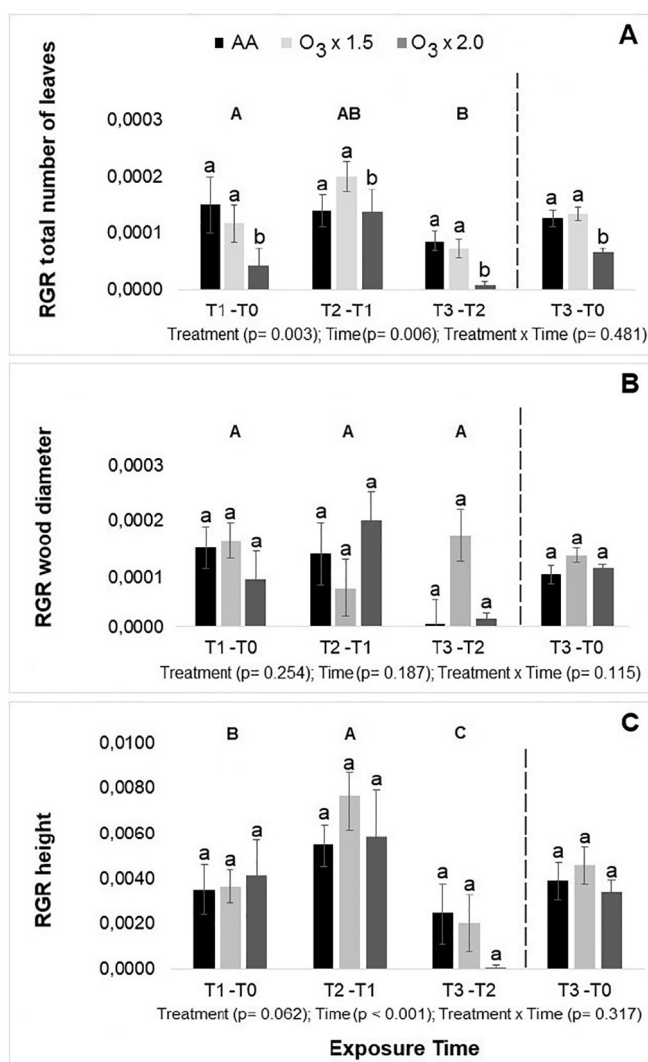 AA O₃ x 1.5 O₃ x 2.0
A
RGR total number of leaves
0,0003
0,0002
0,0001
0,0000
A AB B
a a b a a b a a b a a b
T1 -T0 T2 -T1 T3 -T2 T3 -T0
Treatment (p= 0.003); Time(p= 0.006); Treatment x Time (p= 0.481)
B
RGR wood diameter
0,0003
0,0002
0,0001
0,0000
A A A
a a a a a a a a a a a a
T1 -T0 T2 -T1 T3 -T2 T3 -T0
Treatment (p= 0.254); Time(p= 0.187); Treatment x Time (p= 0.115)
C
RGR height
0,0100
0,0080
0,0060
0,0040
0,0020
0,0000
B A C
a a a a a a a a a a a a
T1 -T0 T2 -T1 T3 -T2 T3 -T0
Treatment (p= 0.062); Time(p < 0.001); Treatment x Time (p= 0.317)
Exposure Time